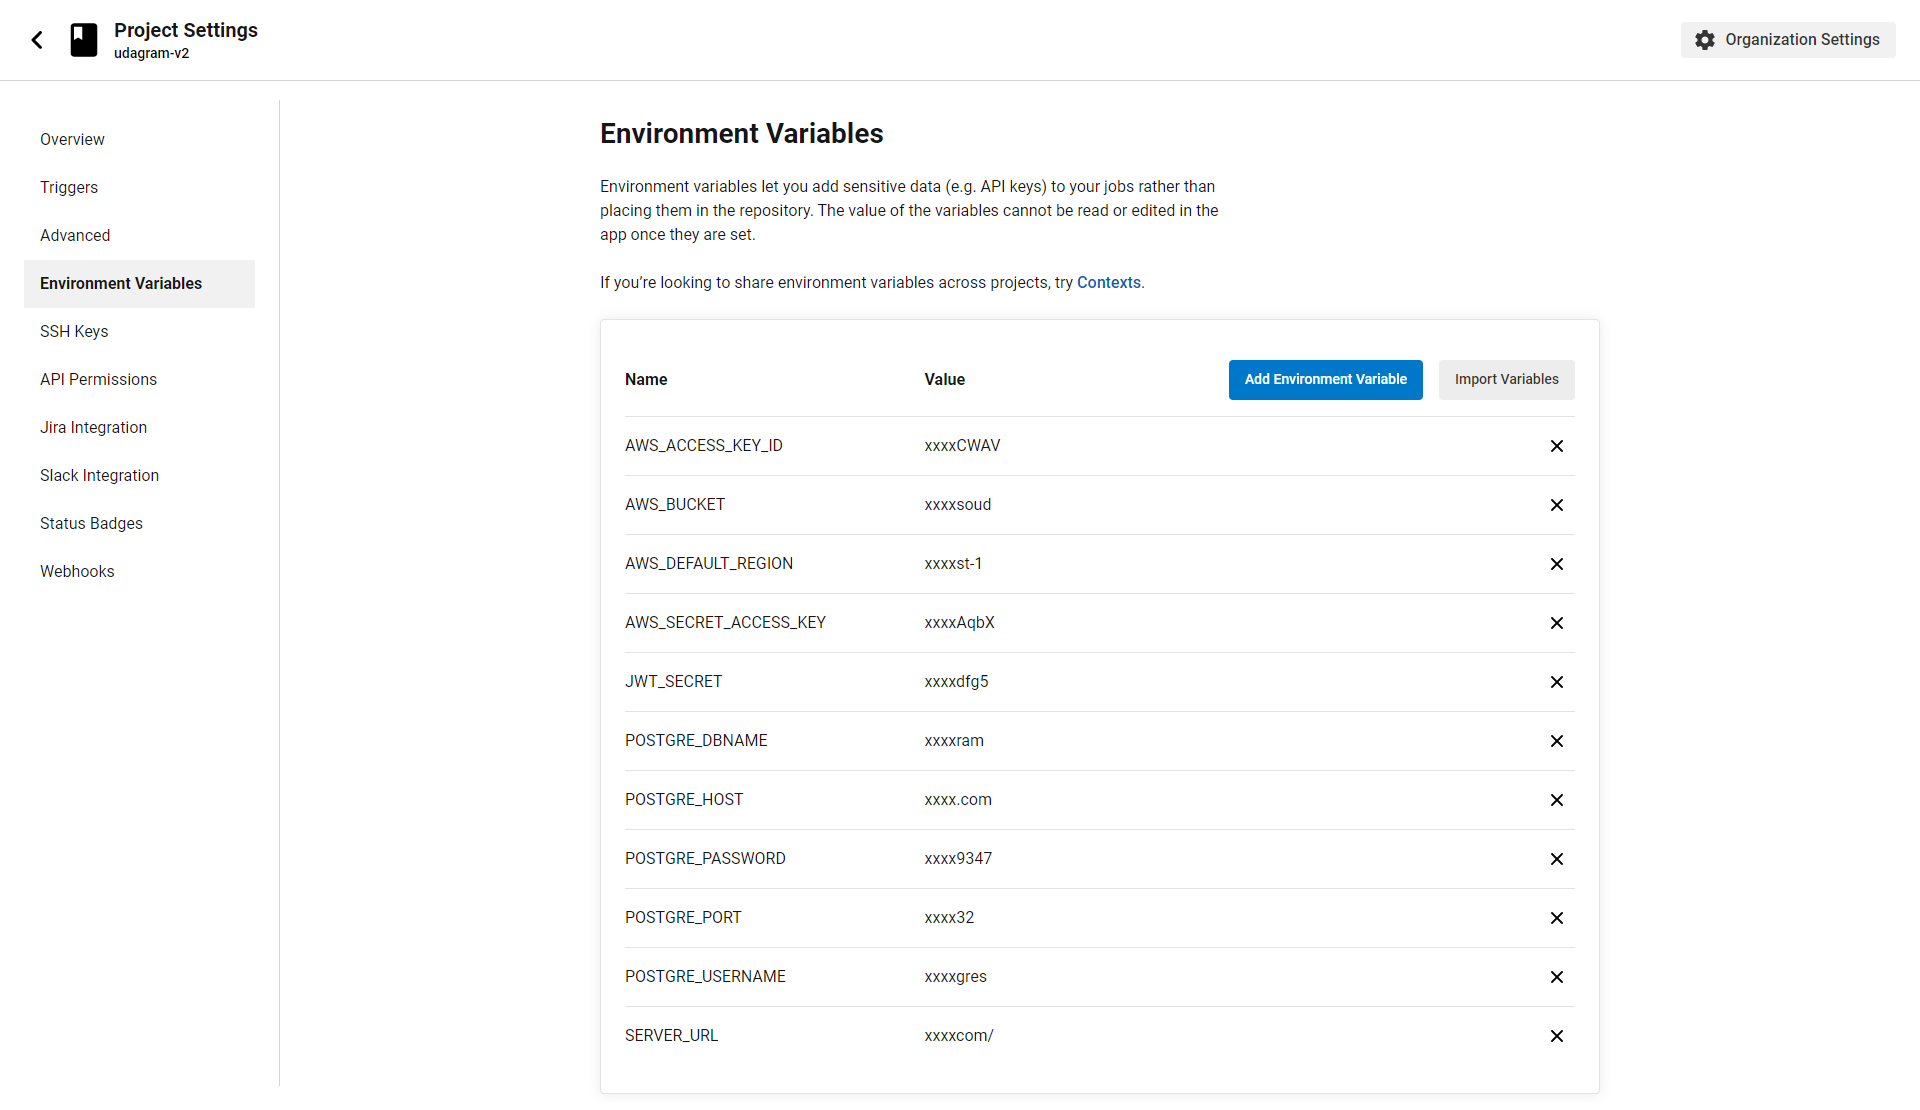 Project Settings
udagram-v2
Organization Settings
Overview
Triggers
Advanced
Environment Variables
SSH Keys
API Permissions
Jira Integration
Slack Integration
Status Badges
Webhooks
Environment Variables
Environment variables let you add sensitive data (e.g. API keys) to your jobs rather than
placing them in the repository. The value of the variables cannot be read or edited in the
app once they are set.
If you’re looking to share environment variables across projects, try Contexts.
Name Value Add Environment Variable Import Variables
AWS_ACCESS_KEY_ID xxxxCWAV
AWS_BUCKET xxxxsoud
AWS_DEFAULT_REGION xxxxst-1
AWS_SECRET_ACCESS_KEY xxxxAqbX
JWT_SECRET xxxxdfg5
POSTGRE_DBNAME xxxxram
POSTGRE_HOST xxxx.com
POSTGRE_PASSWORD xxxx9347
POSTGRE_PORT xxxx32
POSTGRE_USERNAME xxxxgres
SERVER_URL xxxxcom/